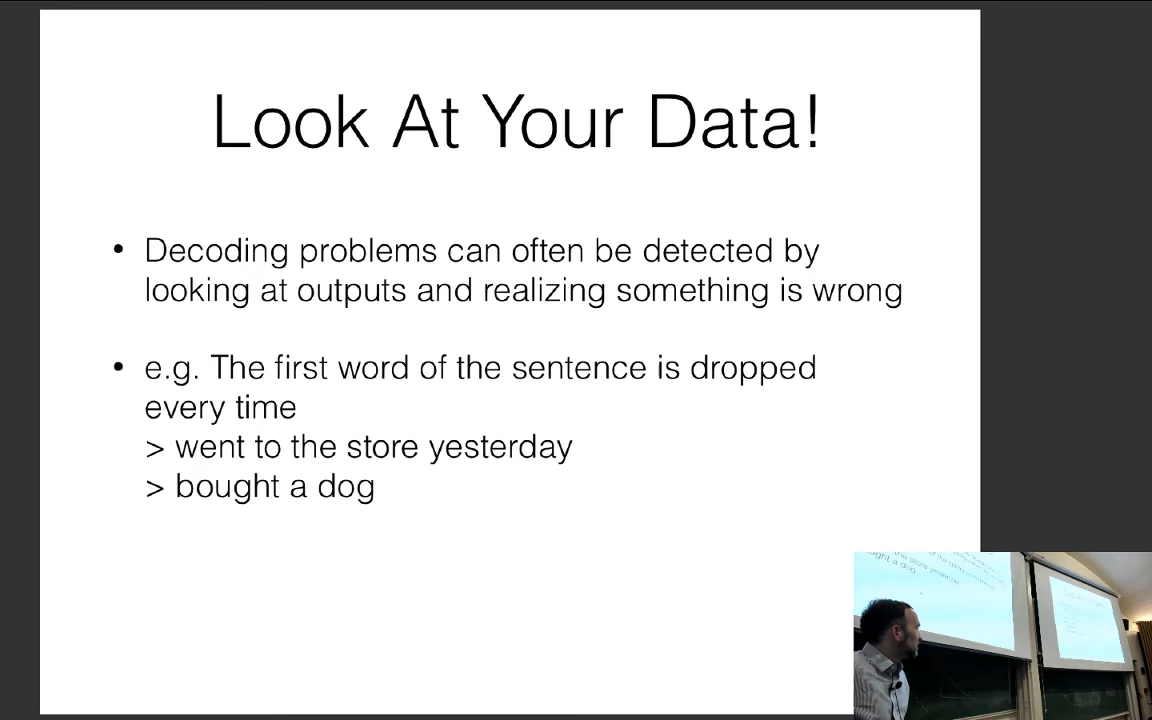 Look At Your Data!
• Decoding problems can often be detected by
looking at outputs and realizing something is wrong
• e.g. The first word of the sentence is dropped
every time
> went to the store yesterday
> bought a dog